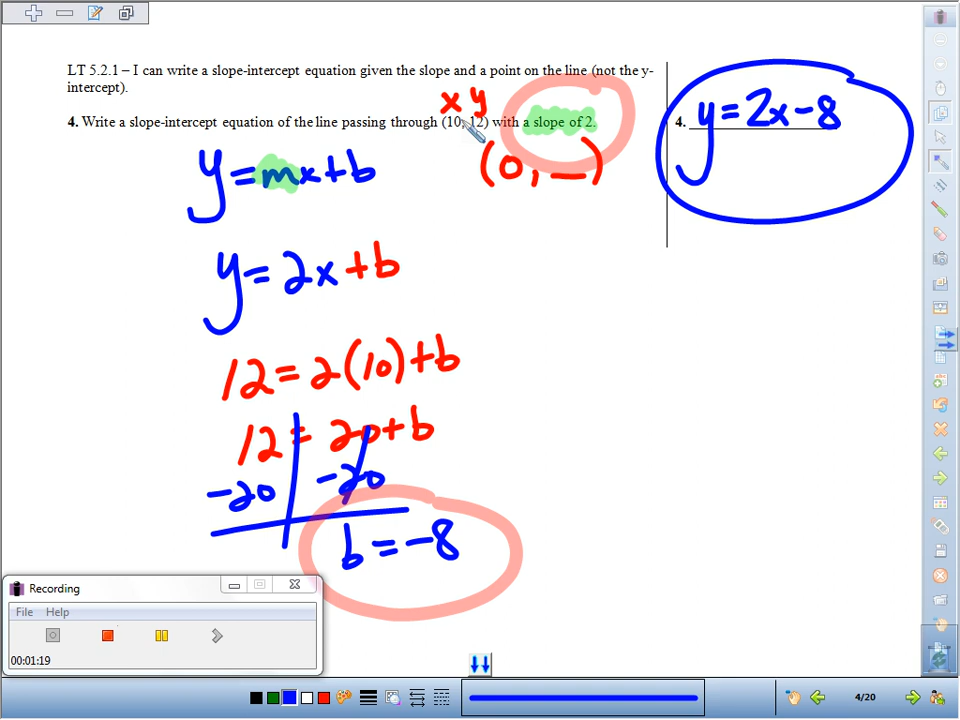 LT 5.2.1 – I can write a slope-intercept equation given the slope and a point on the line (not the y-
intercept).
x y
4. Write a slope-intercept equation of the line passing through (10, 12) with a slope of 2.
4. y = 2x - 8
y = mx + b
(0, _)
y = 2x + b
12 = 2(10) + b
12 = 20 + b
-20 -20
b = -8
Recording
File Help
00:01:19
4/20